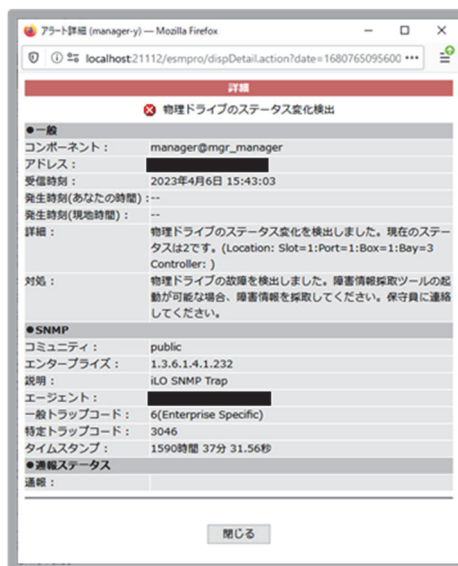 アラート詳細 (manager-y) — Mozilla Firefox
localhost:21112/esmpro/dispDetail.action?date=1680765095600
詳細
物理ドライブのステータス変化検出
●一般
コンポーネント： manager@mgr_manager
アドレス：
受信時刻： 2023年4月6日 15:43:03
発生時刻(あなたの時間)：--
発生時刻(現地時間)： --
詳細： 物理ドライブのステータス変化を検出しました。現在のステー
タスは2です。(Location: Slot=1:Port=1:Box=1:Bay=3
Controller: )
対処： 物理ドライブの故障を検出しました。障害情報採取ツールの起
動が可能な場合、障害情報を採取してください。保守員に連絡
してください。
●SNMP
コミュニティ： public
エンタープライズ： 1.3.6.1.4.1.232
説明： iLO SNMP Trap
エージェント：
一般トラップコード： 6(Enterprise Specific)
特定トラップコード： 3046
タイムスタンプ： 1590時間 37分 31.56秒
●通報ステータス
通報：
閉じる